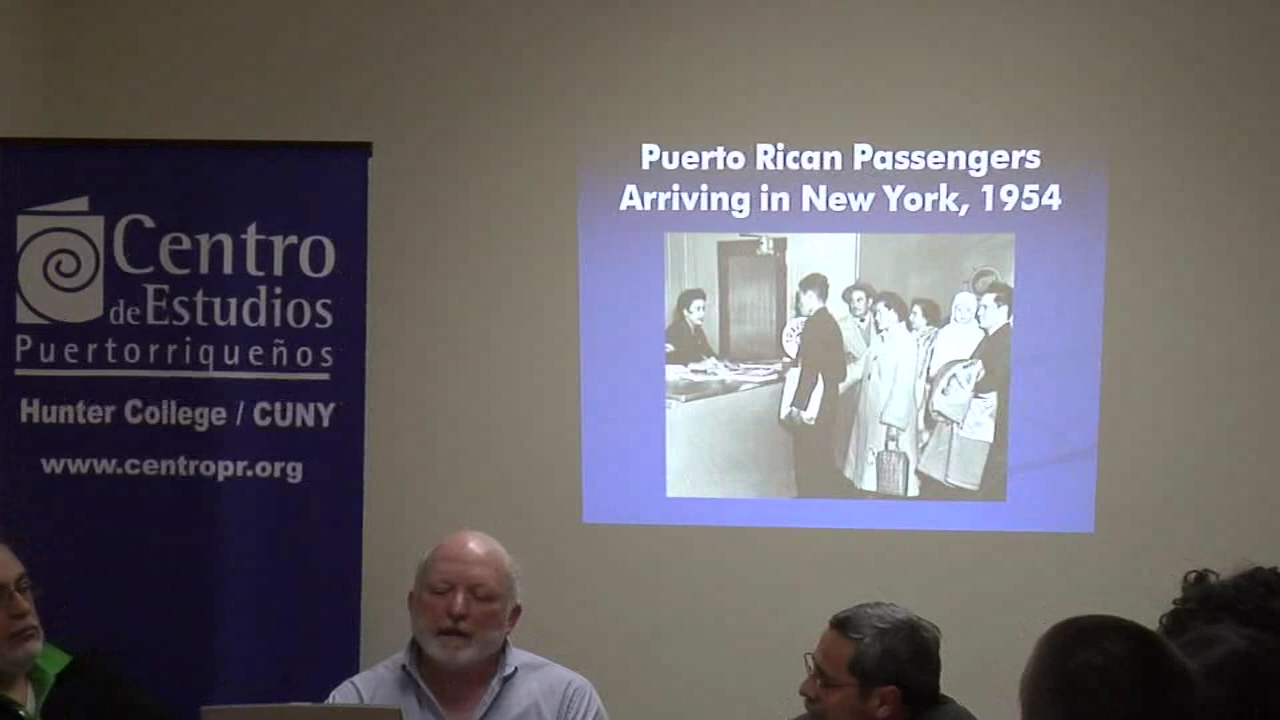 Centro
de Estudios
Puertorriqueños
Hunter College / CUNY
www.centropr.org
Puerto Rican Passengers
Arriving in New York, 1954